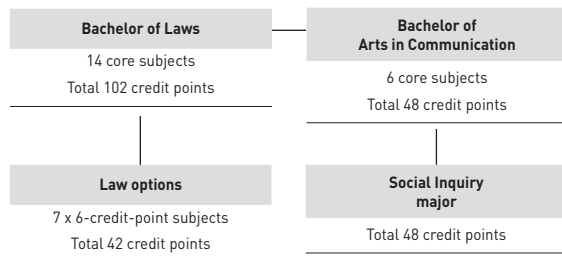 Bachelor of Laws
14 core subjects
Total 102 credit points
Bachelor of
Arts in Communication
6 core subjects
Total 48 credit points
Law options
7 x 6-credit-point subjects
Total 42 credit points
Social Inquiry
major
Total 48 credit points